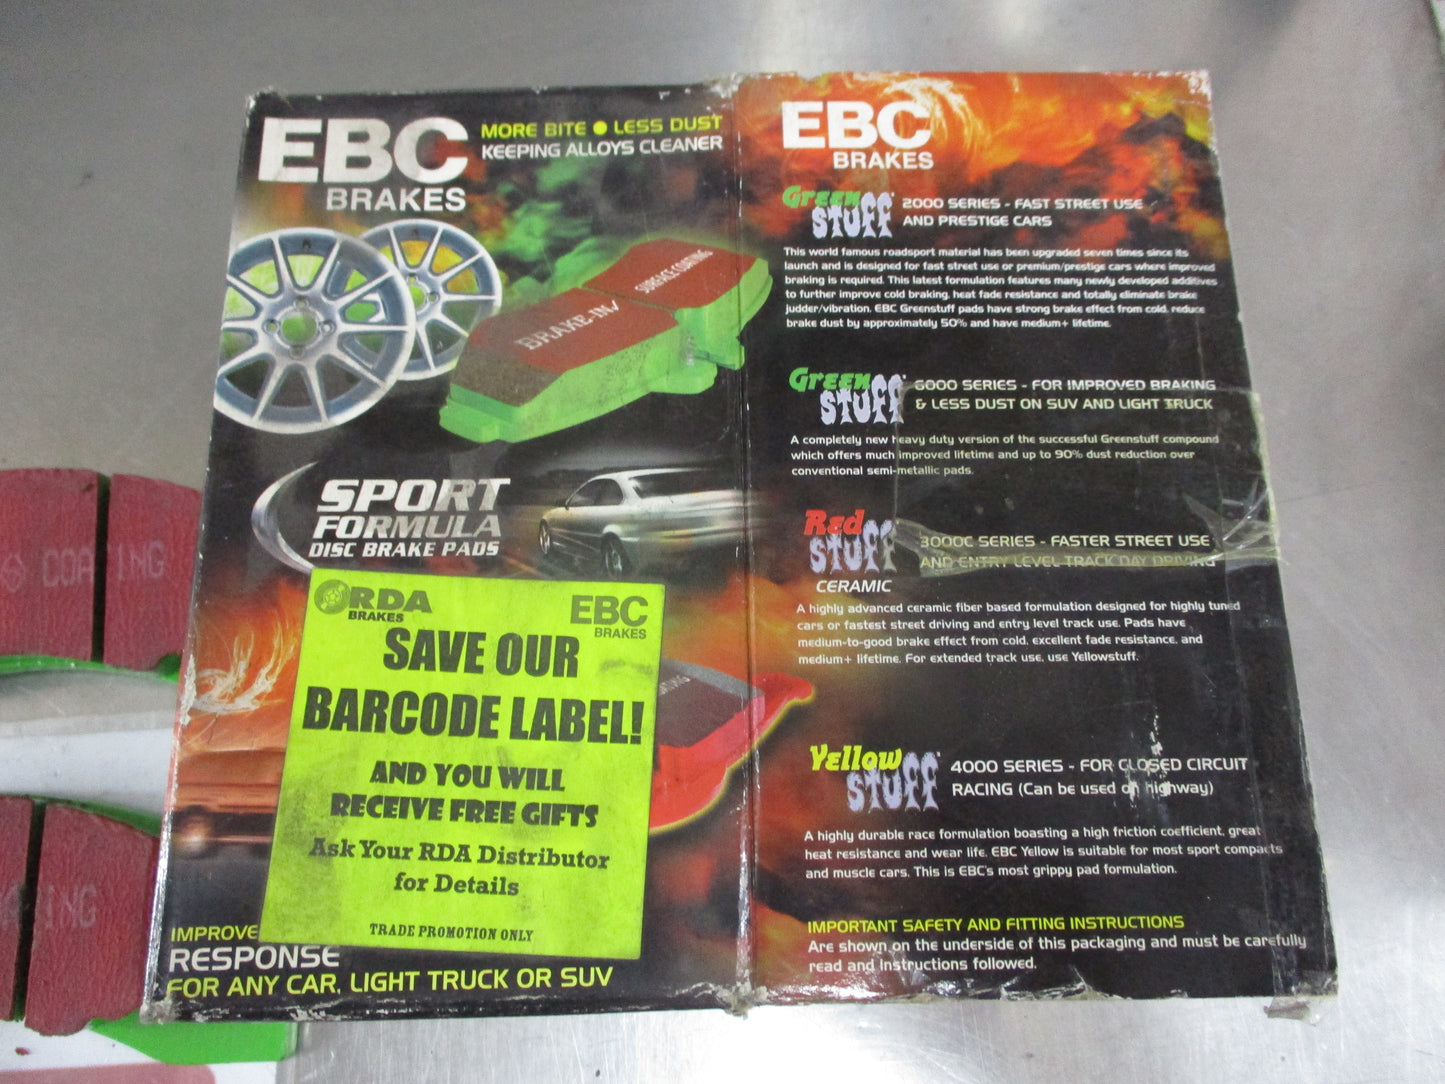 EBC
BRAKES
MORE BITE ● LESS DUST
KEEPING ALLOYS CLEANER
BRAKE-IN
SURFACE COATING
SPORT
FORMULA
DISC BRAKE PADS
RDA
BRAKES
EBC
BRAKES
SAVE OUR
BARCODE LABEL!
AND YOU WILL
RECEIVE FREE GIFTS
Ask Your RDA Distributor
for Details
TRADE PROMOTION ONLY
IMPROVE
RESPONSE
FOR ANY CAR, LIGHT TRUCK OR SUV
EBC
BRAKES
Green STUFF 2000 SERIES - FAST STREET USE
AND PRESTIGE CARS
This world famous roadsport material has been upgraded seven times since its
launch and is designed for fast street use or premium/prestige cars where improved
braking is required. This latest formulation features many newly developed additives
to further improve cold braking, heat fade resistance and totally eliminate brake
judder/vibration. EBC Greenstuff pads have strong brake effect from cold, reduce
brake dust by approximately 50% and have medium+ lifetime.
Green STUFF 6000 SERIES - FOR IMPROVED BRAKING
& LESS DUST ON SUV AND LIGHT TRUCK
A completely new heavy duty version of the successful Greenstuff compound
which offers much improved lifetime and up to 90% dust reduction over
conventional semi-metallic pads.
Red STUFF 3000C SERIES - FASTER STREET USE
AND ENTRY LEVEL TRACK DAY DRIVING
CERAMIC
A highly advanced ceramic fiber based formulation designed for highly tuned
cars or fastest street driving and entry level track use. Pads have
medium-to-good brake effect from cold, excellent fade resistance, and
medium+ lifetime. For extended track use, use Yellowstuff.
Yellow STUFF 4000 SERIES - FOR CLOSED CIRCUIT
RACING (Can be used on highway)
A highly durable race formulation boasting a high friction coefficient, great
heat resistance and wear life. EBC Yellow is suitable for most sport compacts
and muscle cars. This is EBC's most grippy pad formulation.
IMPORTANT SAFETY AND FITTING INSTRUCTIONS
Are shown on the underside of this packaging and must be carefully
read and instructions followed.
COATING